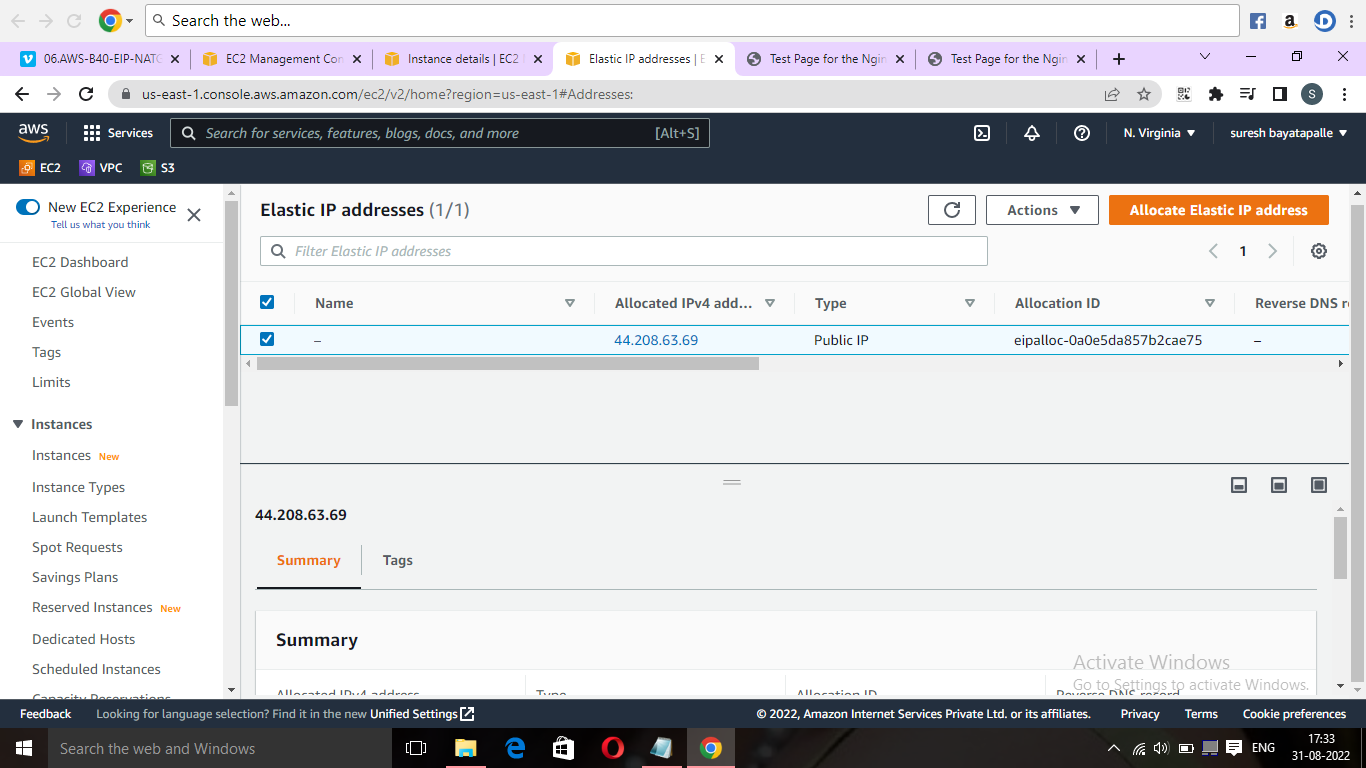 Search the web...
06.AWS-B40-EIP-NATG
EC2 Management Con
Instance details | EC2
Elastic IP addresses | E
Test Page for the Ngin
Test Page for the Ngin
us-east-1.console.aws.amazon.com/ec2/v2/home?region=us-east-1#Addresses:
S
aws
Services
Search for services, features, blogs, docs, and more [Alt+S]
N. Virginia
suresh bayatapalle
EC2 VPC S3
New EC2 Experience
Tell us what you think
EC2 Dashboard
EC2 Global View
Events
Tags
Limits
Instances
Instances New
Instance Types
Launch Templates
Spot Requests
Savings Plans
Reserved Instances New
Dedicated Hosts
Scheduled Instances
Capacity Reservations
Elastic IP addresses (1/1)
Actions
Allocate Elastic IP address
Filter Elastic IP addresses
1
Name Allocated IPv4 add... Type Allocation ID Reverse DNS r
– 44.208.63.69 Public IP eipalloc-0a0e5da857b2cae75 –
44.208.63.69
Summary Tags
Summary
Allocated IPv4 address Type Allocation ID Reverse DNS record
Activate Windows
Go to Settings to activate Windows.
Feedback Looking for language selection? Find it in the new Unified Settings
© 2022, Amazon Internet Services Private Ltd. or its affiliates. Privacy Terms Cookie preferences
Search the web and Windows
ENG
17:33
31-08-2022